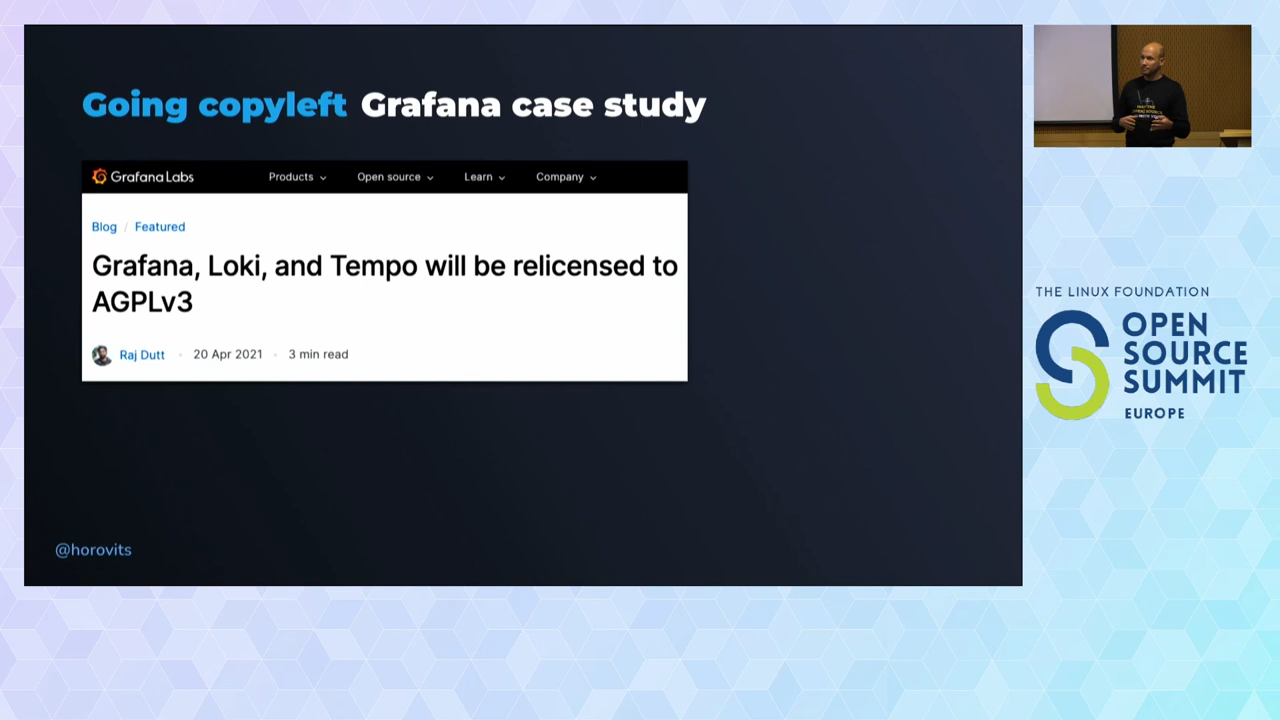 Going copyleft Grafana case study
Grafana Labs
Products
Open source
Learn
Company
Blog / Featured
Grafana, Loki, and Tempo will be relicensed to
AGPLv3
Raj Dutt · 20 Apr 2021 · 3 min read
@horovits
THE LINUX FOUNDATION
OPEN
SOURCE
SUMMIT
EUROPE